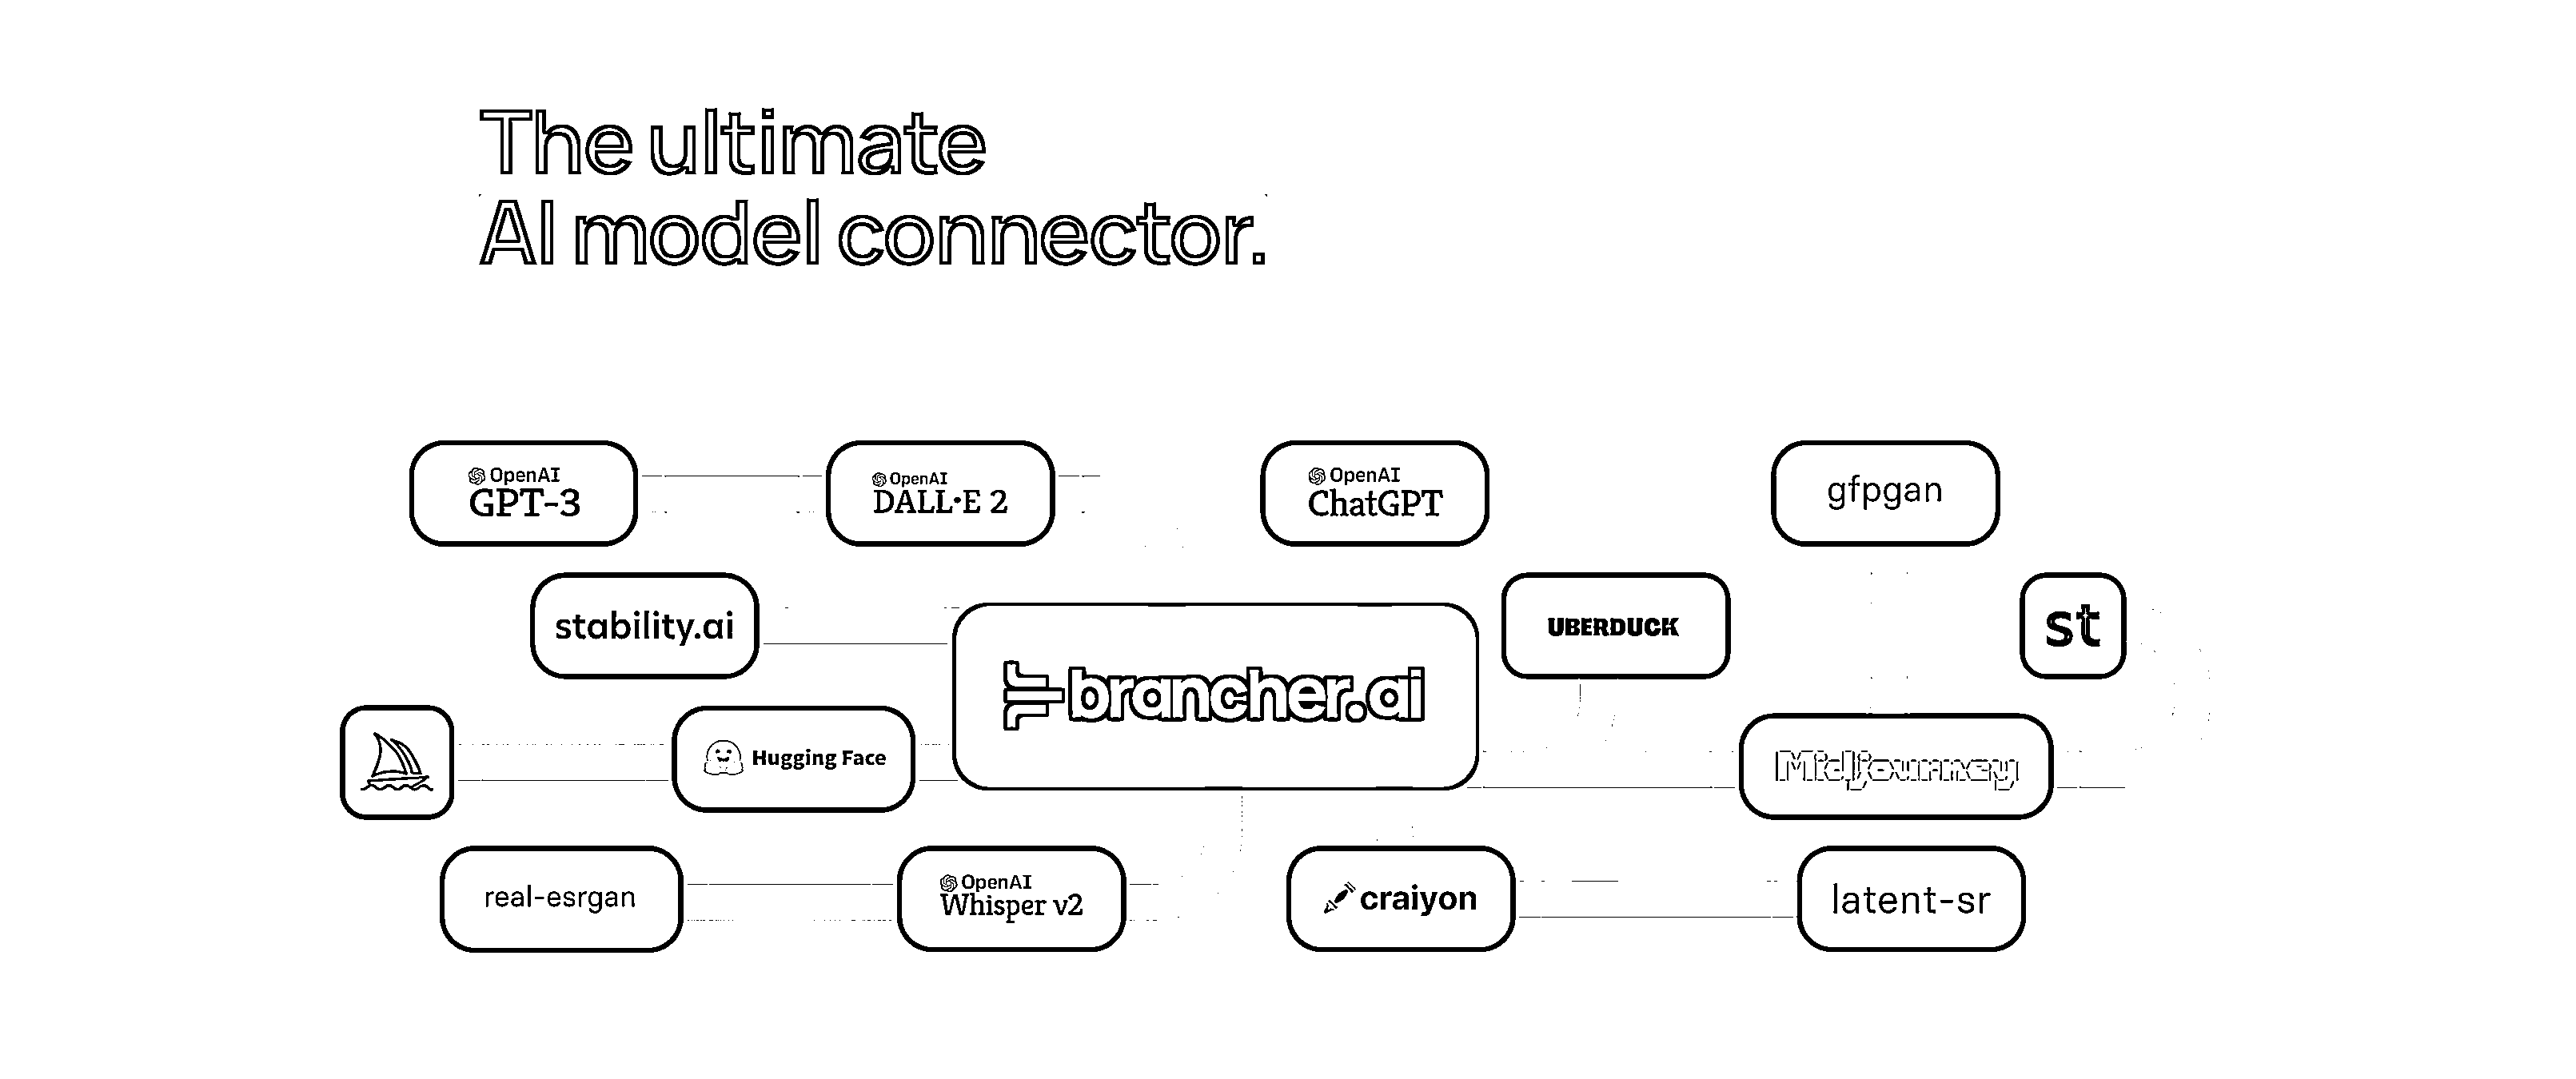 The ultimate
AI model connector.
OpenAI
GPT-3
OpenAI
DALL·E 2
OpenAI
ChatGPT
gfpgan
stability.ai
UBERDUCK
st
brancher.ai
Hugging Face
Midjourney
real-esrgan
OpenAI
Whisper v2
craiyon
latent-sr